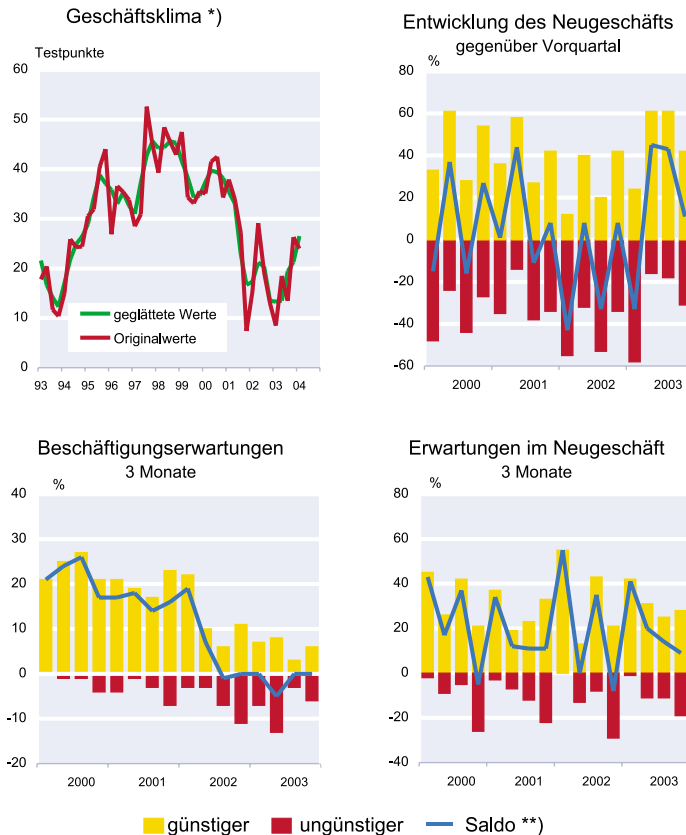 Geschäftsklima *)
Testpunkte
60
50
40
30
20
10
0
geglättete Werte
Originalwerte
93 94 95 96 97 98 99 00 01 02 03 04
Entwicklung des Neugeschäfts
gegenüber Vorquartal
%
80
60
40
20
0
-20
-40
-60
2000 2001 2002 2003
Beschäftigungserwartungen
3 Monate
%
40
30
20
10
0
-10
-20
2000 2001 2002 2003
Erwartungen im Neugeschäft
3 Monate
%
80
60
40
20
0
-20
-40
2000 2001 2002 2003
günstiger ungünstiger Saldo **)